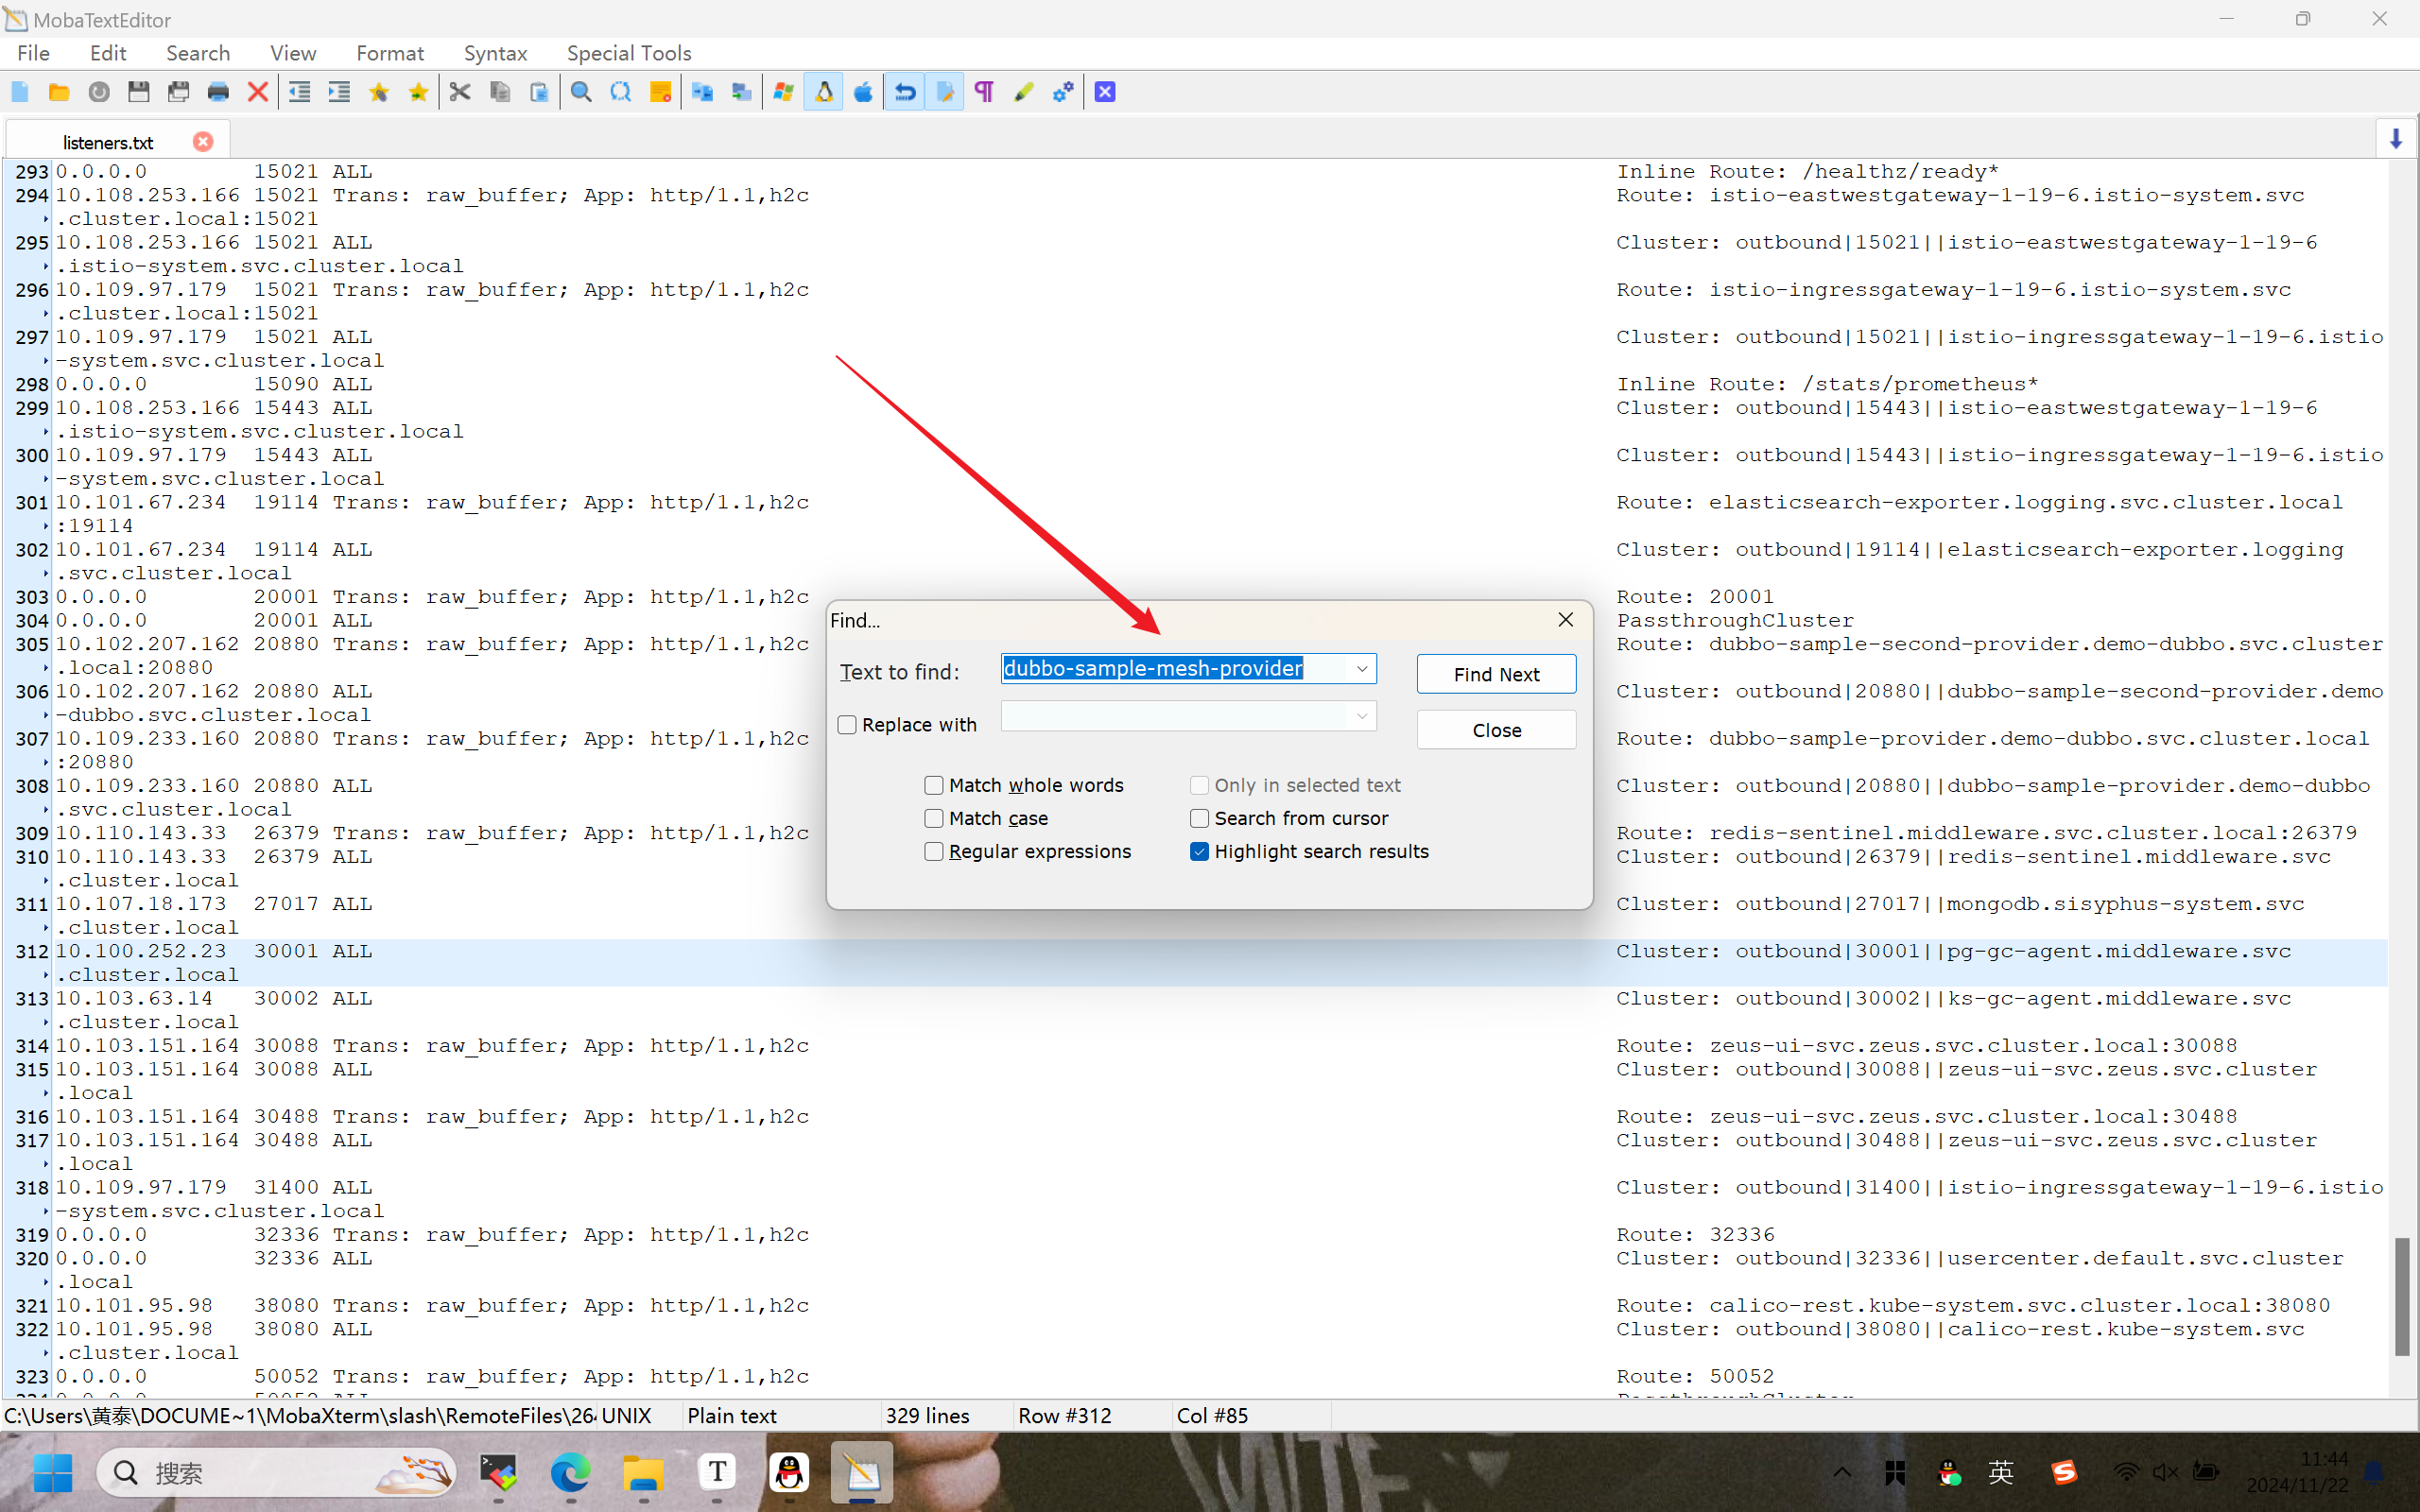 MobaTextEditor
File Edit Search View Format Syntax Special Tools
listeners.txt
293 0.0.0.0 15021 ALL Inline Route: /healthz/ready*
294 10.108.253.166 15021 Trans: raw_buffer; App: http/1.1,h2c Route: istio-eastwestgateway-1-19-6.istio-system.svc
.cluster.local:15021
295 10.108.253.166 15021 ALL Cluster: outbound|15021||istio-eastwestgateway-1-19-6
.istio-system.svc.cluster.local
296 10.109.97.179 15021 Trans: raw_buffer; App: http/1.1,h2c Route: istio-ingressgateway-1-19-6.istio-system.svc
.cluster.local:15021
297 10.109.97.179 15021 ALL Cluster: outbound|15021||istio-ingressgateway-1-19-6.istio
-system.svc.cluster.local
298 0.0.0.0 15090 ALL Inline Route: /stats/prometheus*
299 10.108.253.166 15443 ALL Cluster: outbound|15443||istio-eastwestgateway-1-19-6
.istio-system.svc.cluster.local
300 10.109.97.179 15443 ALL Cluster: outbound|15443||istio-ingressgateway-1-19-6.istio
-system.svc.cluster.local
301 10.101.67.234 19114 Trans: raw_buffer; App: http/1.1,h2c Route: elasticsearch-exporter.logging.svc.cluster.local
:19114
302 10.101.67.234 19114 ALL Cluster: outbound|19114||elasticsearch-exporter.logging
.svc.cluster.local
303 0.0.0.0 20001 Trans: raw_buffer; App: http/1.1,h2c Route: 20001
304 0.0.0.0 20001 ALL PassthroughCluster
305 10.102.207.162 20880 Trans: raw_buffer; App: http/1.1,h2c Route: dubbo-sample-second-provider.demo-dubbo.svc.cluster
.local:20880
306 10.102.207.162 20880 ALL Cluster: outbound|20880||dubbo-sample-second-provider.demo
-dubbo.svc.cluster.local
307 10.109.233.160 20880 Trans: raw_buffer; App: http/1.1,h2c Route: dubbo-sample-provider.demo-dubbo.svc.cluster.local
:20880
308 10.109.233.160 20880 ALL Cluster: outbound|20880||dubbo-sample-provider.demo-dubbo
.svc.cluster.local
309 10.110.143.33 26379 Trans: raw_buffer; App: http/1.1,h2c Route: redis-sentinel.middleware.svc.cluster.local:26379
310 10.110.143.33 26379 ALL Cluster: outbound|26379||redis-sentinel.middleware.svc
.cluster.local
311 10.107.18.173 27017 ALL Cluster: outbound|27017||mongodb.sisyphus-system.svc
.cluster.local
312 10.100.252.23 30001 ALL Cluster: outbound|30001||pg-gc-agent.middleware.svc
.cluster.local
313 10.103.63.14 30002 ALL Cluster: outbound|30002||ks-gc-agent.middleware.svc
.cluster.local
314 10.103.151.164 30088 Trans: raw_buffer; App: http/1.1,h2c Route: zeus-ui-svc.zeus.svc.cluster.local:30088
315 10.103.151.164 30088 ALL Cluster: outbound|30088||zeus-ui-svc.zeus.svc.cluster
.local
316 10.103.151.164 30488 Trans: raw_buffer; App: http/1.1,h2c Route: zeus-ui-svc.zeus.svc.cluster.local:30488
317 10.103.151.164 30488 ALL Cluster: outbound|30488||zeus-ui-svc.zeus.svc.cluster
.local
318 10.109.97.179 31400 ALL Cluster: outbound|31400||istio-ingressgateway-1-19-6.istio
-system.svc.cluster.local
319 0.0.0.0 32336 Trans: raw_buffer; App: http/1.1,h2c Route: 32336
320 0.0.0.0 32336 ALL Cluster: outbound|32336||usercenter.default.svc.cluster
.local
321 10.101.95.98 38080 Trans: raw_buffer; App: http/1.1,h2c Route: calico-rest.kube-system.svc.cluster.local:38080
322 10.101.95.98 38080 ALL Cluster: outbound|38080||calico-rest.kube-system.svc
.cluster.local
323 0.0.0.0 50052 Trans: raw_buffer; App: http/1.1,h2c Route: 50052
Find...
Text to find: dubbo-sample-mesh-provider Find Next
Replace with Close
Match whole words Only in selected text
Match case Search from cursor
Regular expressions Highlight search results
C:\Users\黄泰\DOCUME~1\MobaXterm\slash\RemoteFiles\26 UNIX Plain text 329 lines Row #312 Col #85
搜索
T
英
S
11:44
2024/11/22